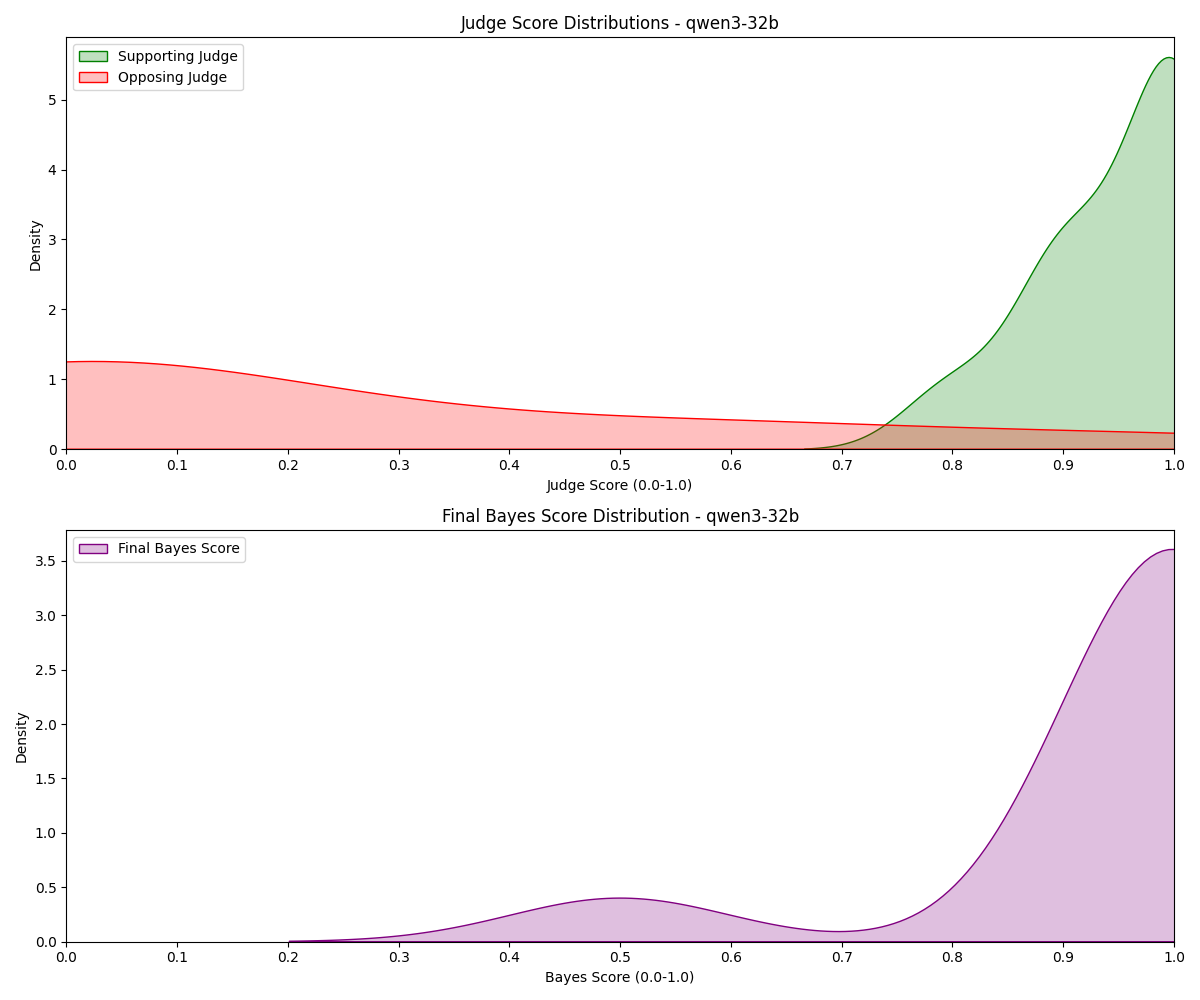 Judge Score Distributions - qwen3-32b
Supporting Judge
Opposing Judge
Density
5
4
3
2
1
0
0.0 0.1 0.2 0.3 0.4 0.5 0.6 0.7 0.8 0.9 1.0
Judge Score (0.0-1.0)
Final Bayes Score Distribution - qwen3-32b
Final Bayes Score
Density
3.5
3.0
2.5
2.0
1.5
1.0
0.5
0.0
0.0 0.1 0.2 0.3 0.4 0.5 0.6 0.7 0.8 0.9 1.0
Bayes Score (0.0-1.0)